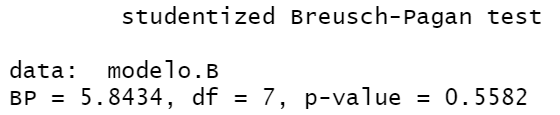 studentized Breusch-Pagan test
data:  modelo.B
BP = 5.8434, df = 7, p-value = 0.5582